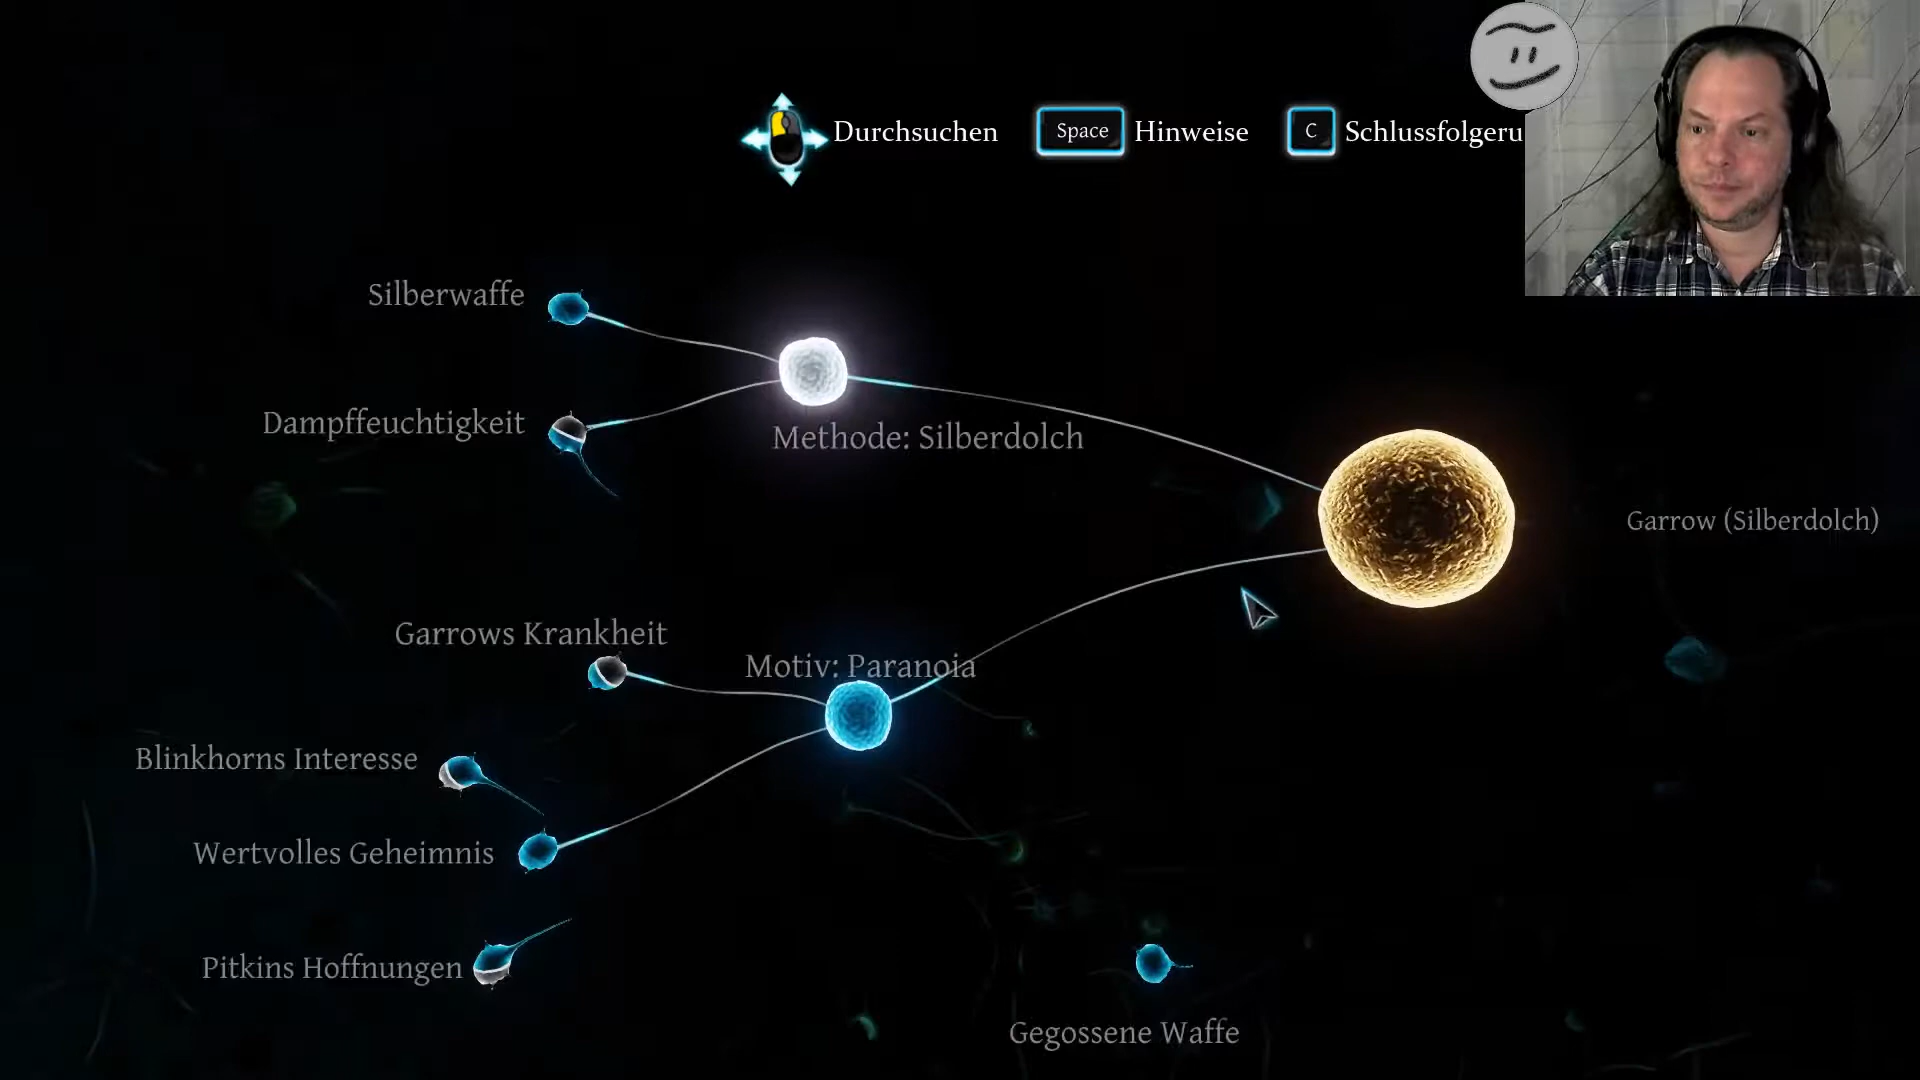 Durchsuchen
Space Hinweise
C Schlussfolgeru
Silberwaffe
Dampffeuchtigkeit
Methode: Silberdolch
Garrow (Silberdolch)
Garrows Krankheit
Motiv: Paranoia
Blinkhorns Interesse
Wertvolles Geheimnis
Pitkins Hoffnungen
Gegossene Waffe